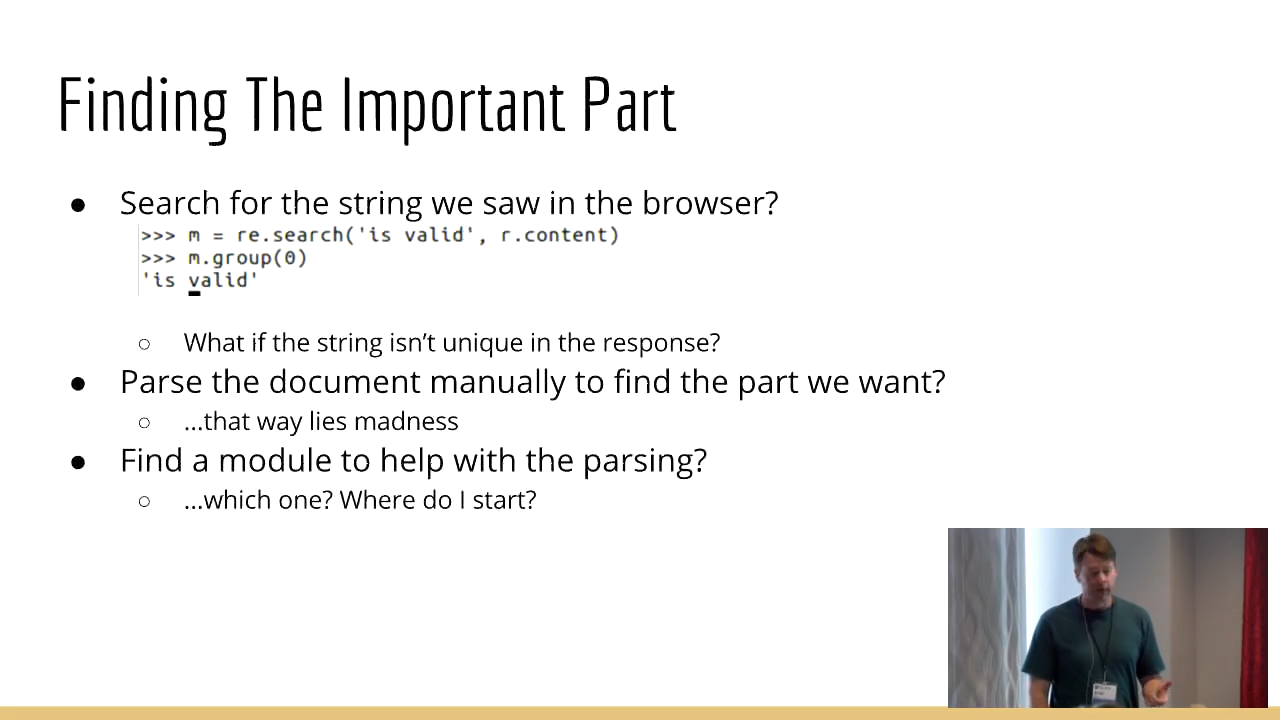 Finding The Important Part
● Search for the string we saw in the browser?
>>> m = re.search('is valid', r.content)
>>> m.group(0)
'is valid'
○ What if the string isn’t unique in the response?
● Parse the document manually to find the part we want?
○ ...that way lies madness
● Find a module to help with the parsing?
○ ...which one? Where do I start?